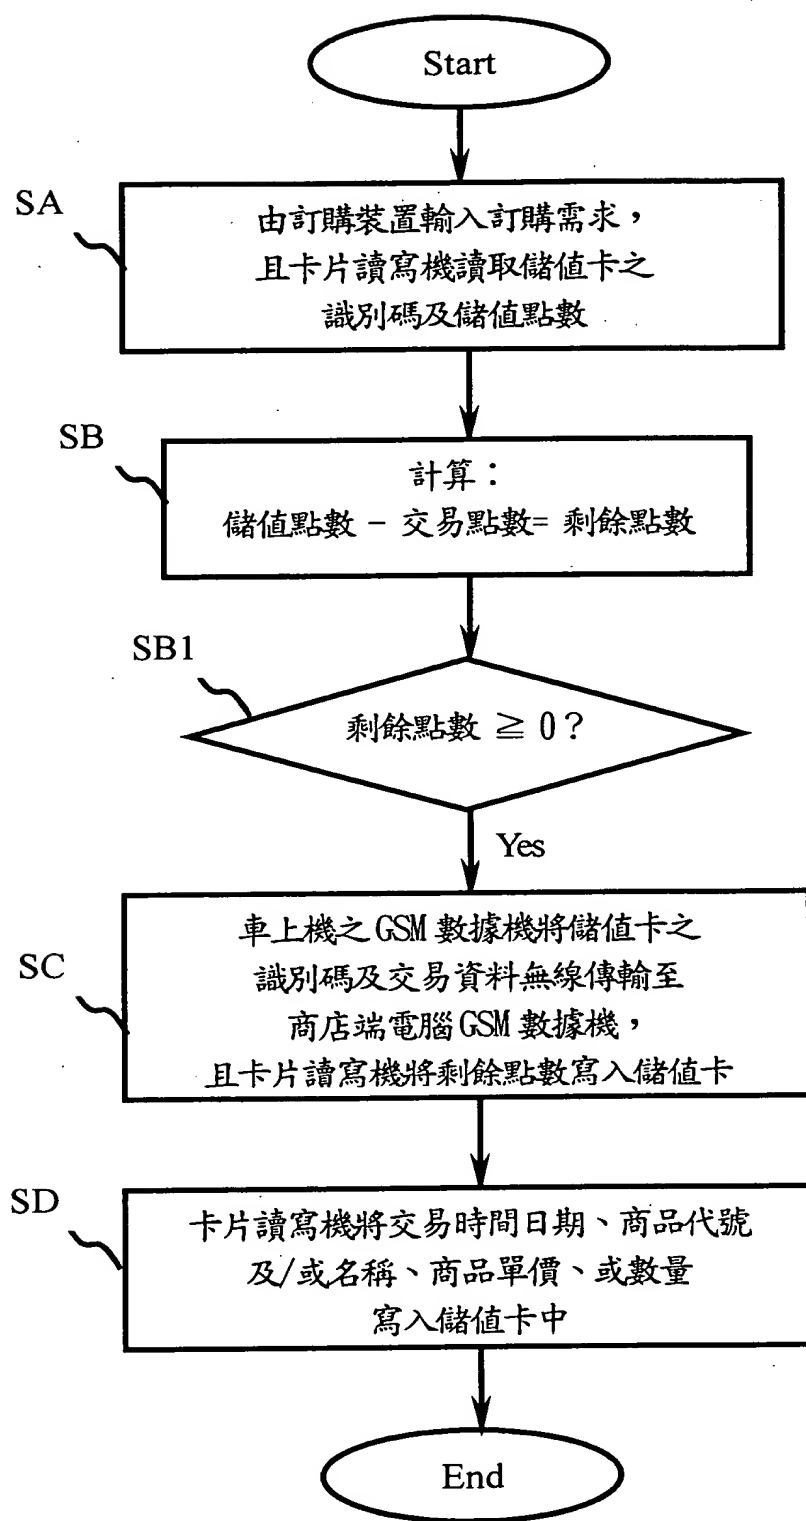 Start
SA
由訂購裝置輸入訂購需求，
且卡片讀寫機讀取儲值卡之
識別碼及儲值點數
SB
計算：
儲值點數 - 交易點數= 剩餘點數
SB1
剩餘點數 ≧ 0？
Yes
SC
車上機之 GSM 數據機將儲值卡之
識別碼及交易資料無線傳輸至
商店端電腦 GSM 數據機，
且卡片讀寫機將剩餘點數寫入儲值卡
SD
卡片讀寫機將交易時間日期、商品代號
及/或名稱、商品單價、或數量
寫入儲值卡中
End